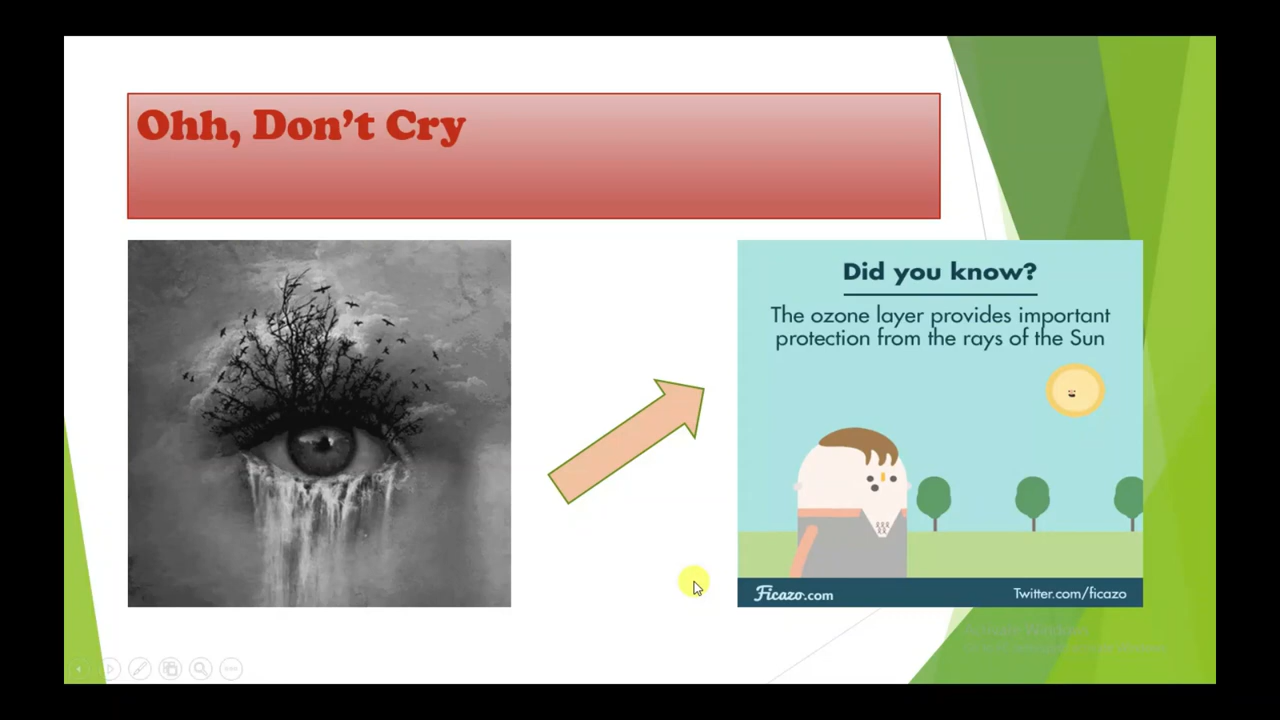 Ohh, Don't Cry
Did you know?
The ozone layer provides important
protection from the rays of the Sun
Ficazo.com
Twitter.com/ficazo